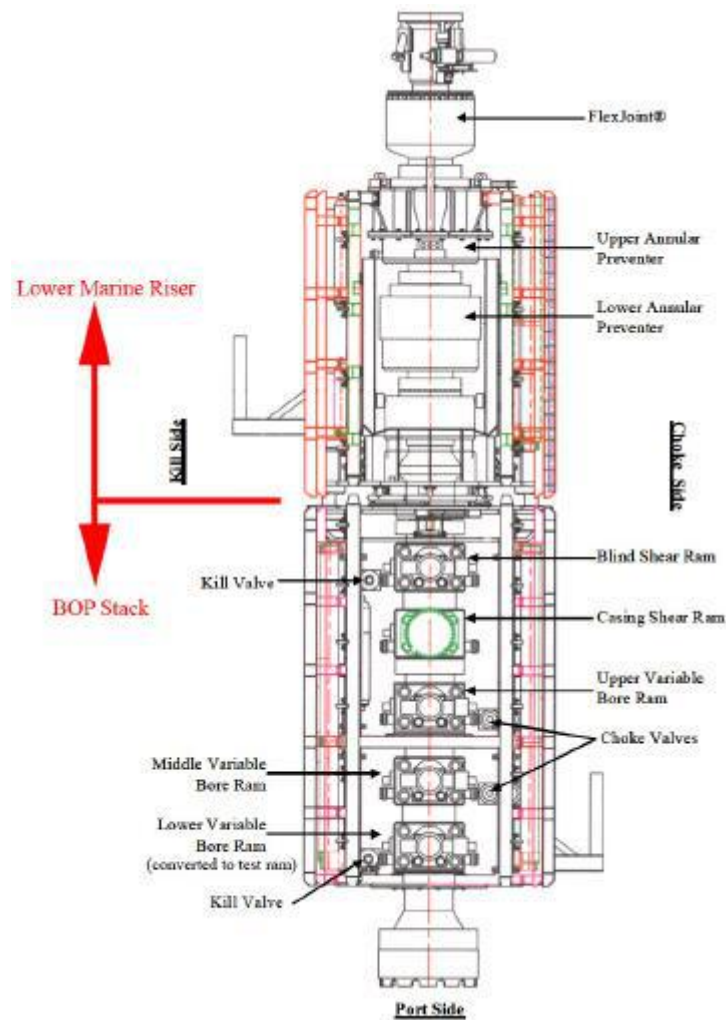 FlexJoint®
Upper Annular
Preventer
Lower Marine Riser
Lower Annular
Preventer
Kill Side
Choke Side
Blind Shear Ram
Kill Valve
BOP Stack
Casing Shear Ram
Upper Variable
Bore Ram
Choke Valves
Middle Variable
Bore Ram
Lower Variable
Bore Ram
(converted to test ram)
Kill Valve
Port Side